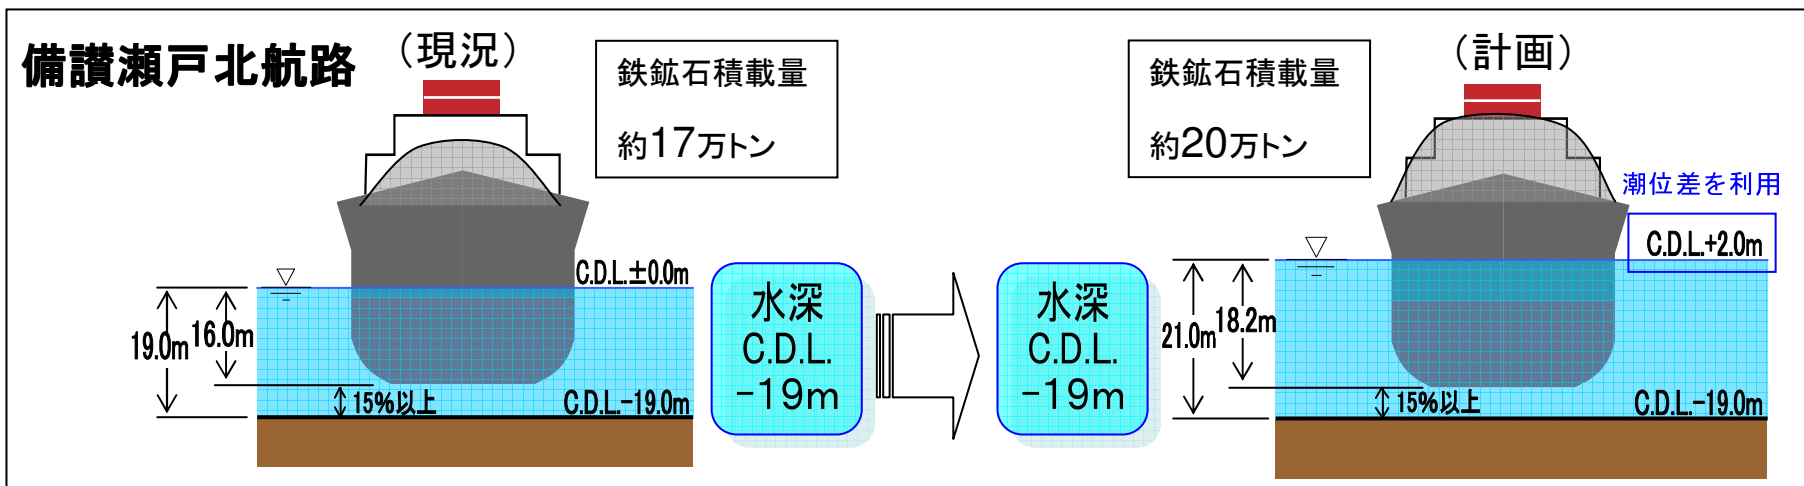 備讃瀬戸北航路
（現況）
鉄鉱石積載量
約17万トン
C.D.L.±0.0m
19.0m
16.0m
15%以上
C.D.L.-19.0m
水深
C.D.L.
-19m
水深
C.D.L.
-19m
鉄鉱石積載量
約20万トン
（計画）
潮位差を利用
C.D.L.+2.0m
21.0m
18.2m
15%以上
C.D.L.-19.0m